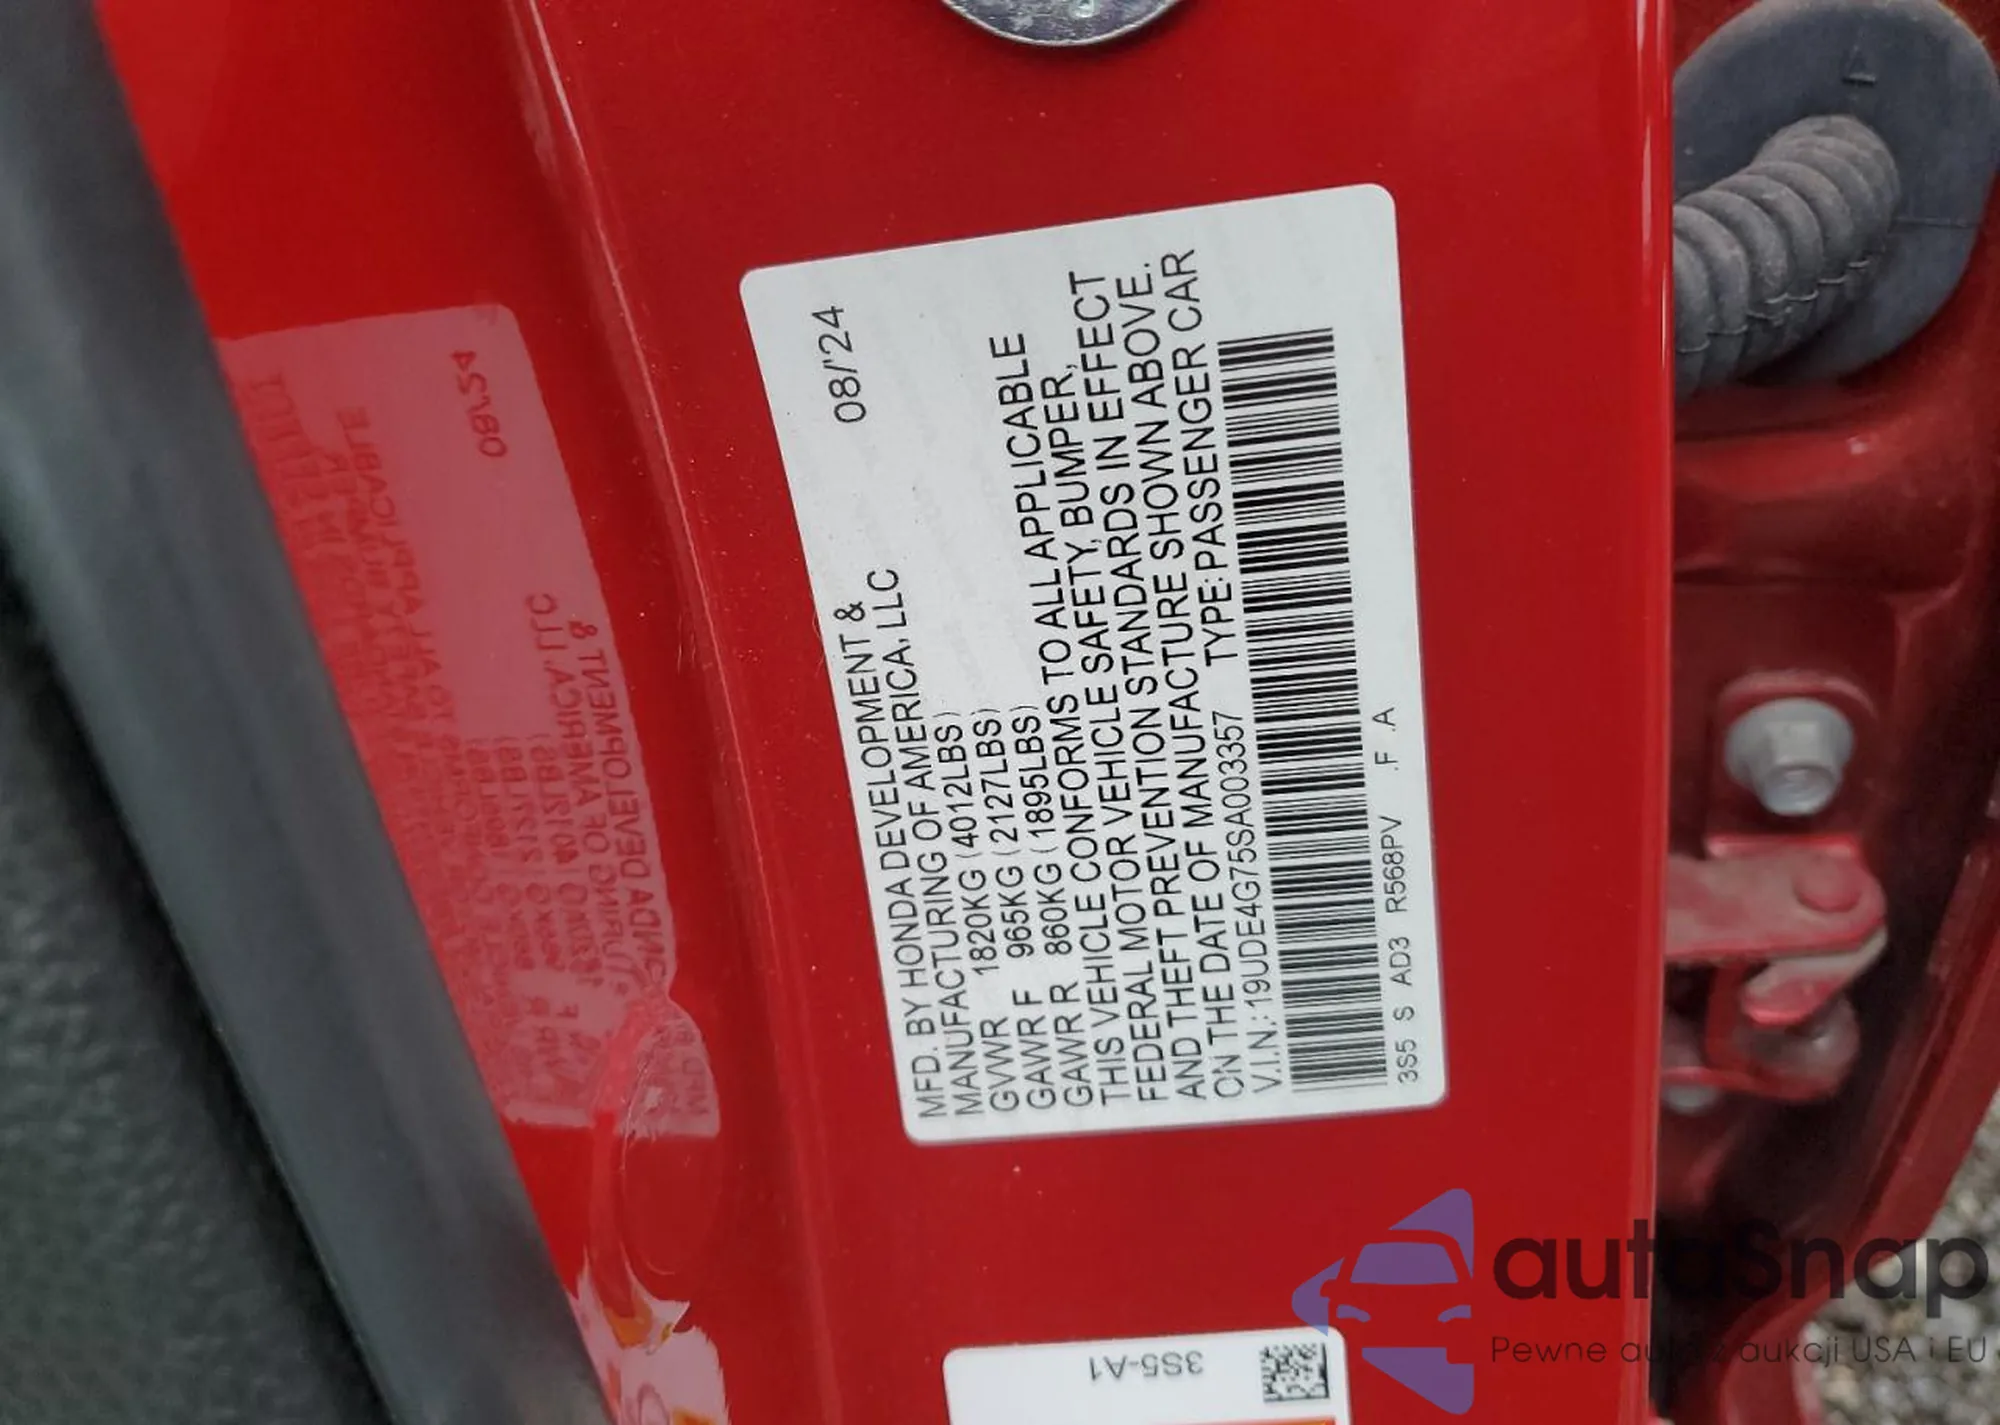 08/'24
MFD. BY HONDA DEVELOPMENT &
MANUFACTURING OF AMERICA, LLC
GVWR 1820KG (4012LBS)
GAWR F 965KG (2127LBS)
GAWR R 860KG (1895LBS)
THIS VEHICLE CONFORMS TO ALL APPLICABLE
FEDERAL MOTOR VEHICLE SAFETY, BUMPER,
AND THEFT PREVENTION STANDARDS IN EFFECT
ON THE DATE OF MANUFACTURE SHOWN ABOVE.
V.I.N.: 19UDE4G75SA003357 TYPE: PASSENGER CAR
3S5 S AD3 R568PV .F .A
3S5-A1
autoSnap
Pewne auta z aukcji USA i EU